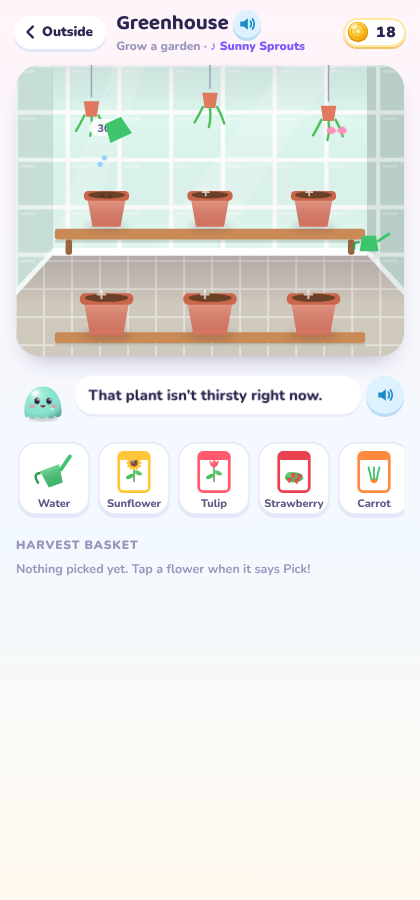 Outside
Greenhouse
Grow a garden · ♪ Sunny Sprouts
18
That plant isn't thirsty right now.
Water
Sunflower
Tulip
Strawberry
Carrot
HARVEST BASKET
Nothing picked yet. Tap a flower when it says Pick!